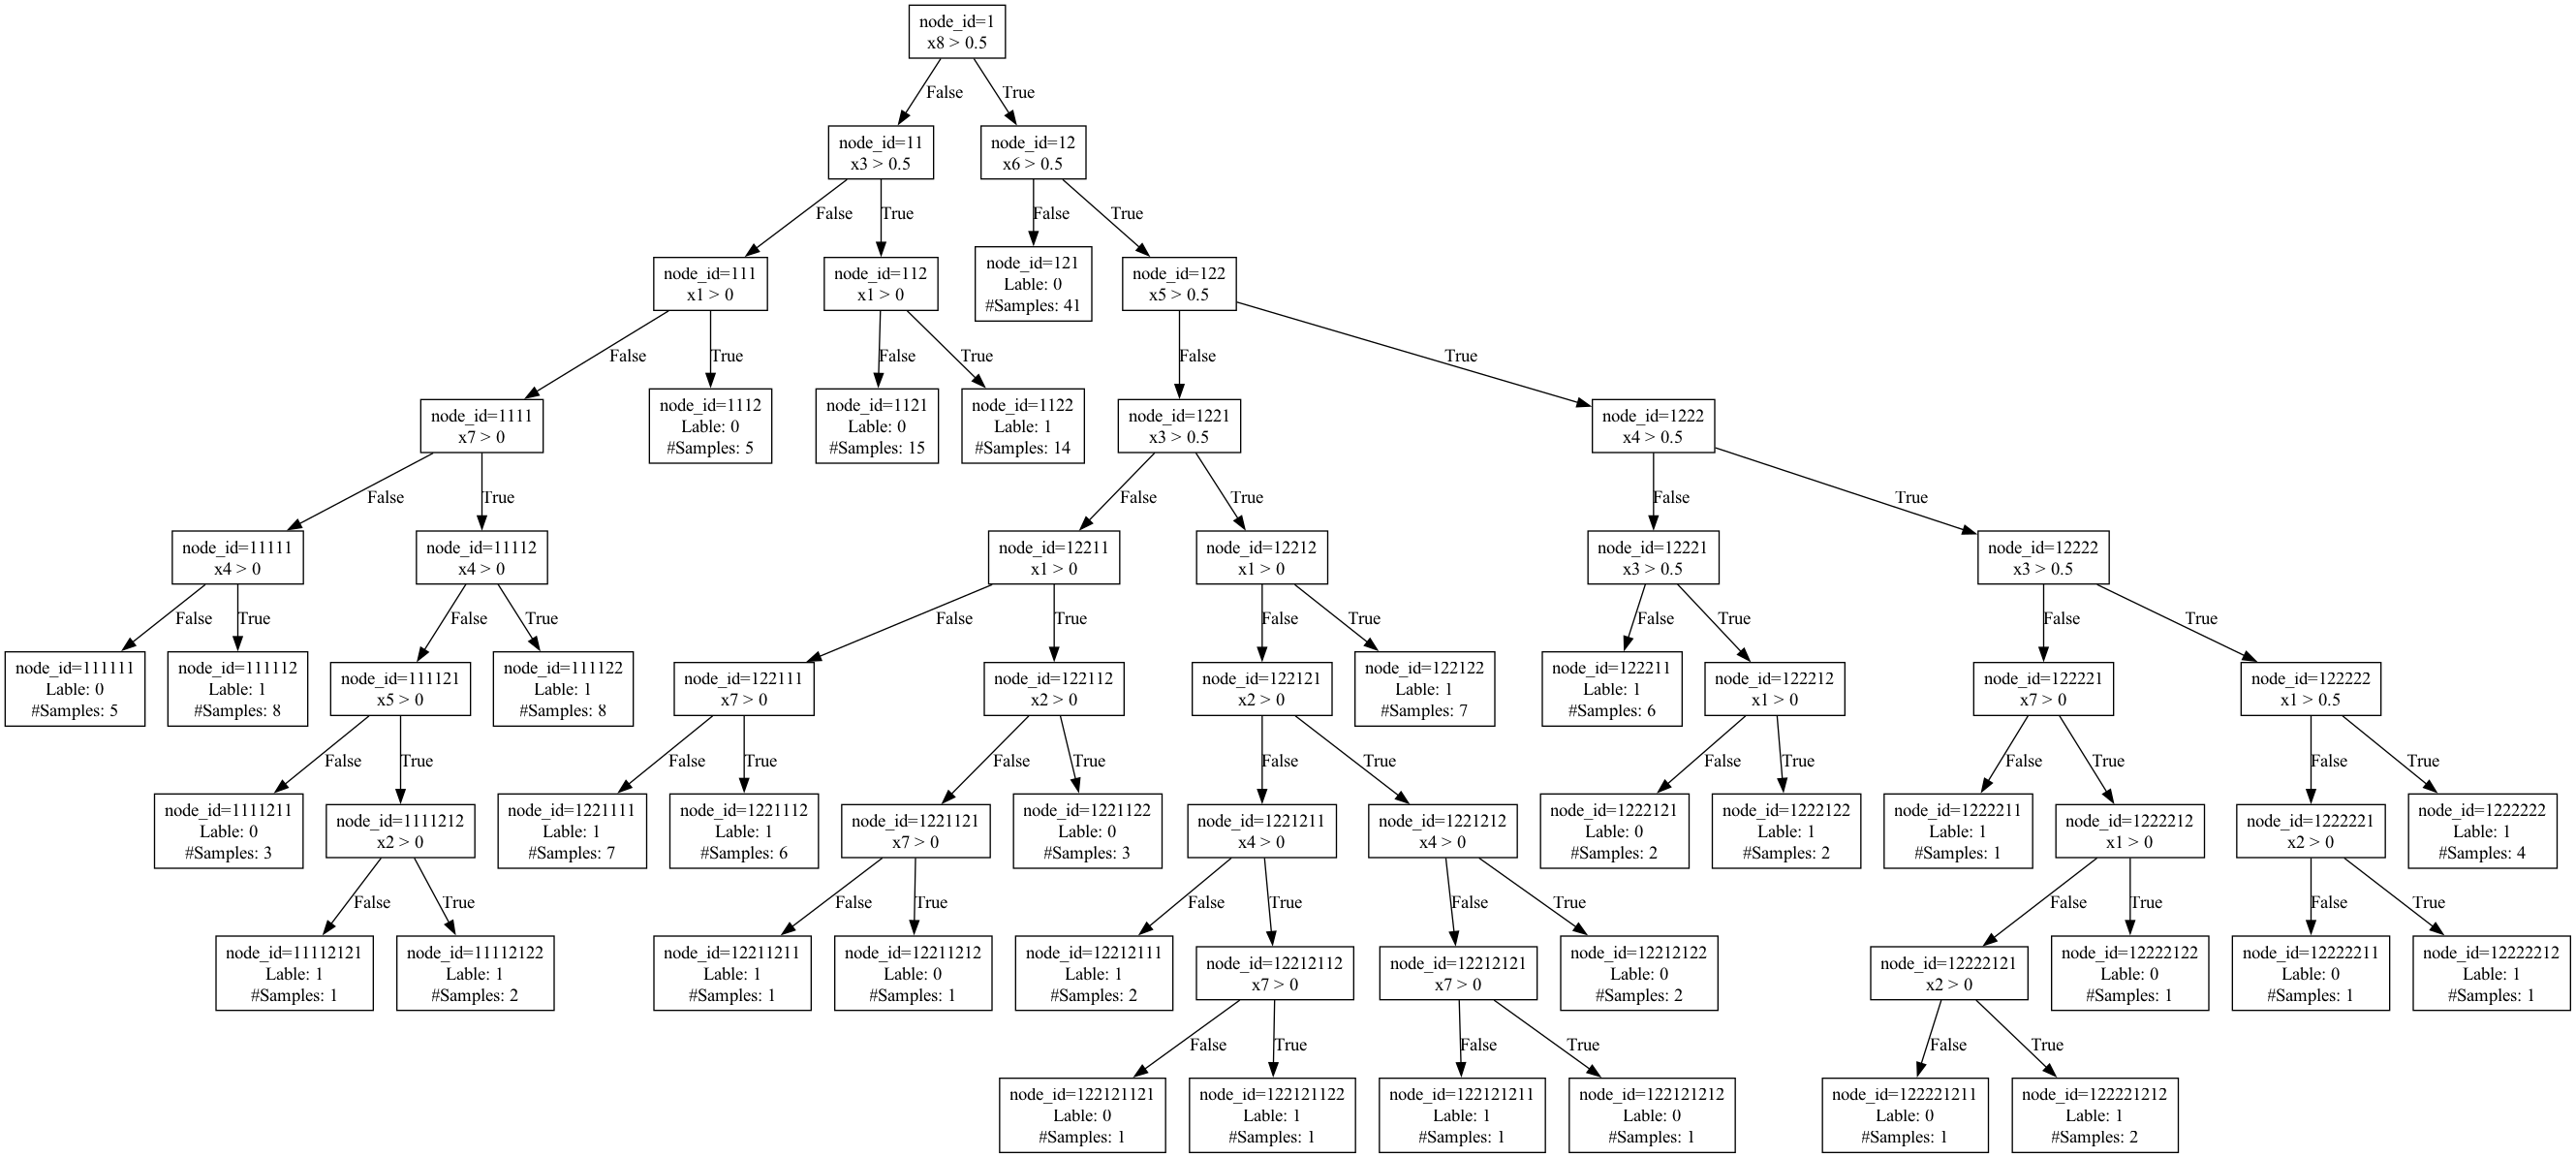 node_id=1
x8 > 0.5
False
True
node_id=11
x3 > 0.5
node_id=12
x6 > 0.5
False
True
False
True
node_id=111
x1 > 0
node_id=112
x1 > 0
node_id=121
Lable: 0
#Samples: 41
node_id=122
x5 > 0.5
False
True
False
True
False
True
node_id=1111
x7 > 0
node_id=1112
Lable: 0
#Samples: 5
node_id=1121
Lable: 0
#Samples: 15
node_id=1122
Lable: 1
#Samples: 14
node_id=1221
x3 > 0.5
node_id=1222
x4 > 0.5
False
True
False
True
False
True
node_id=11111
x4 > 0
node_id=11112
x4 > 0
node_id=12211
x1 > 0
node_id=12212
x1 > 0
node_id=12221
x3 > 0.5
node_id=12222
x3 > 0.5
False
True
False
True
False
True
False
True
False
True
False
True
node_id=111111
Lable: 0
#Samples: 5
node_id=111112
Lable: 1
#Samples: 8
node_id=111121
x5 > 0
node_id=111122
Lable: 1
#Samples: 8
node_id=122111
x7 > 0
node_id=122112
x2 > 0
node_id=122121
x2 > 0
node_id=122122
Lable: 1
#Samples: 7
node_id=122211
Lable: 1
#Samples: 6
node_id=122212
x1 > 0
node_id=122221
x7 > 0
node_id=122222
x1 > 0.5
False
True
False
True
False
True
False
True
False
True
False
True
False
True
node_id=1111211
Lable: 0
#Samples: 3
node_id=1111212
x2 > 0
node_id=1221111
Lable: 1
#Samples: 7
node_id=1221112
Lable: 1
#Samples: 6
node_id=1221121
x7 > 0
node_id=1221122
Lable: 0
#Samples: 3
node_id=1221211
x4 > 0
node_id=1221212
x4 > 0
node_id=1222121
Lable: 0
#Samples: 2
node_id=1222122
Lable: 1
#Samples: 2
node_id=1222211
Lable: 1
#Samples: 1
node_id=1222212
x1 > 0
node_id=1222221
x2 > 0
node_id=1222222
Lable: 1
#Samples: 4
False
True
False
True
False
True
False
True
False
True
False
True
node_id=11112121
Lable: 1
#Samples: 1
node_id=11112122
Lable: 1
#Samples: 2
node_id=12211211
Lable: 1
#Samples: 1
node_id=12211212
Lable: 0
#Samples: 1
node_id=12212111
Lable: 1
#Samples: 2
node_id=12212112
x7 > 0
node_id=12212121
x7 > 0
node_id=12212122
Lable: 0
#Samples: 2
node_id=12222121
x2 > 0
node_id=12222122
Lable: 0
#Samples: 1
node_id=12222211
Lable: 0
#Samples: 1
node_id=12222212
Lable: 1
#Samples: 1
False
True
False
True
False
True
node_id=122121121
Lable: 0
#Samples: 1
node_id=122121122
Lable: 1
#Samples: 1
node_id=122121211
Lable: 1
#Samples: 1
node_id=122121212
Lable: 0
#Samples: 1
node_id=122221211
Lable: 0
#Samples: 1
node_id=122221212
Lable: 1
#Samples: 2